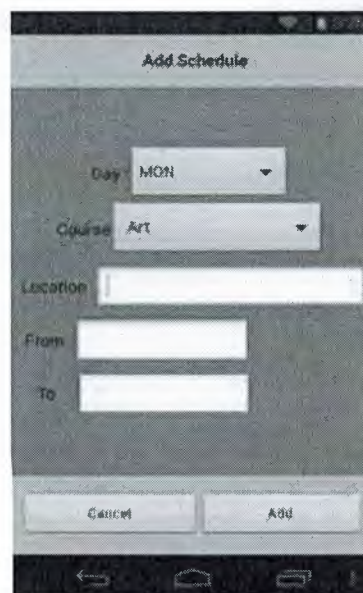 Add Schedule
Day MON
Course Art
Location
From
To
Cancel Add